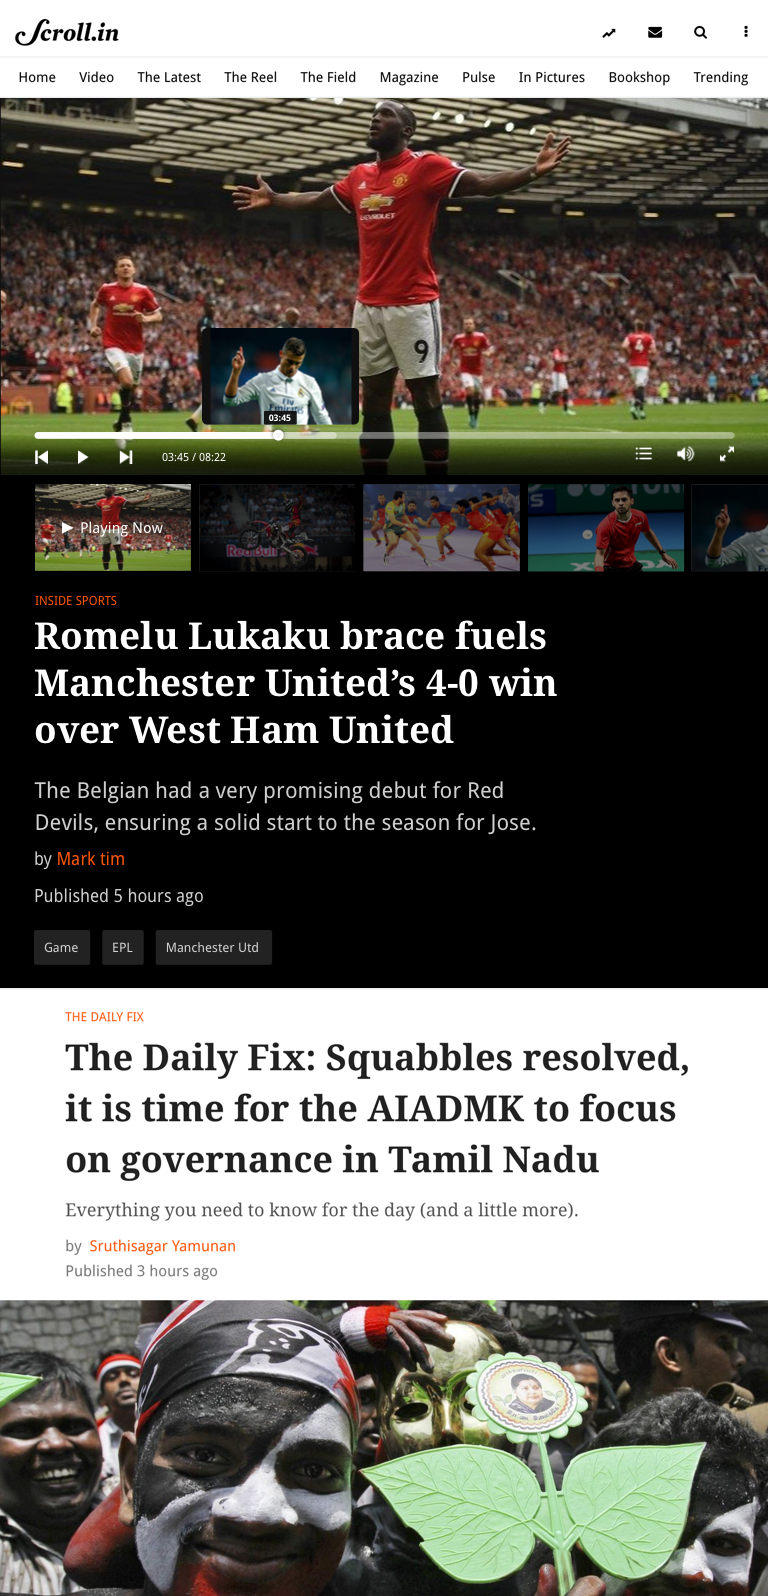 Scroll.in
Home Video The Latest The Reel The Field Magazine Pulse In Pictures Bookshop Trending
CHEVROLET
9
4
03:45
03:45 / 08:22
Playing Now
Red Bull
INSIDE SPORTS
Romelu Lukaku brace fuels
Manchester United’s 4-0 win
over West Ham United
The Belgian had a very promising debut for Red
Devils, ensuring a solid start to the season for Jose.
by Mark tim
Published 5 hours ago
Game EPL Manchester Utd
THE DAILY FIX
The Daily Fix: Squabbles resolved,
it is time for the AIADMK to focus
on governance in Tamil Nadu
Everything you need to know for the day (and a little more).
by Sruthisagar Yamunan
Published 3 hours ago